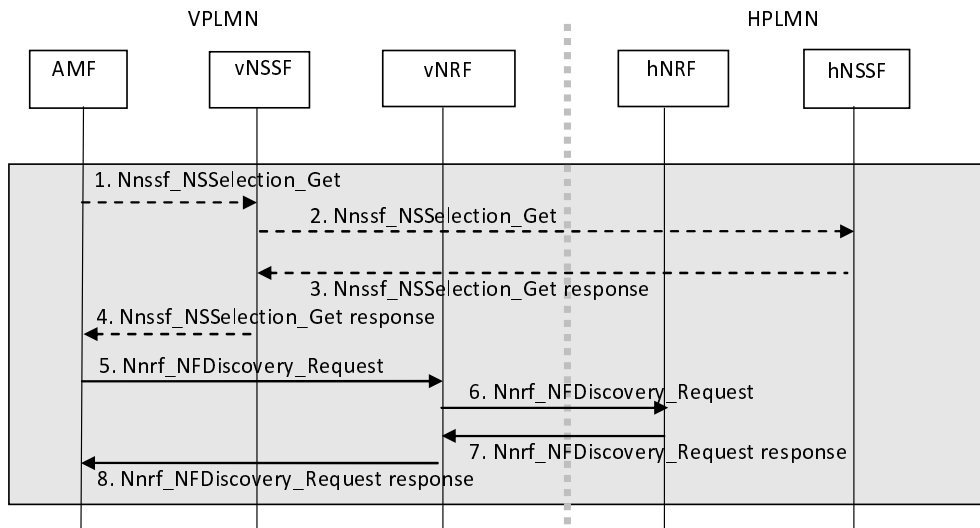 VPLMN
HPLMN
AMF
vNSSF
vNRF
hNRF
hNSSF
1. Nnssf_NSSelection_Get
2. Nnssf_NSSelection_Get
3. Nnssf_NSSelection_Get response
4. Nnssf_NSSelection_Get response
5. Nnrf_NFDiscovery_Request
6. Nnrf_NFDiscovery_Request
7. Nnrf_NFDiscovery_Request response
8. Nnrf_NFDiscovery_Request response